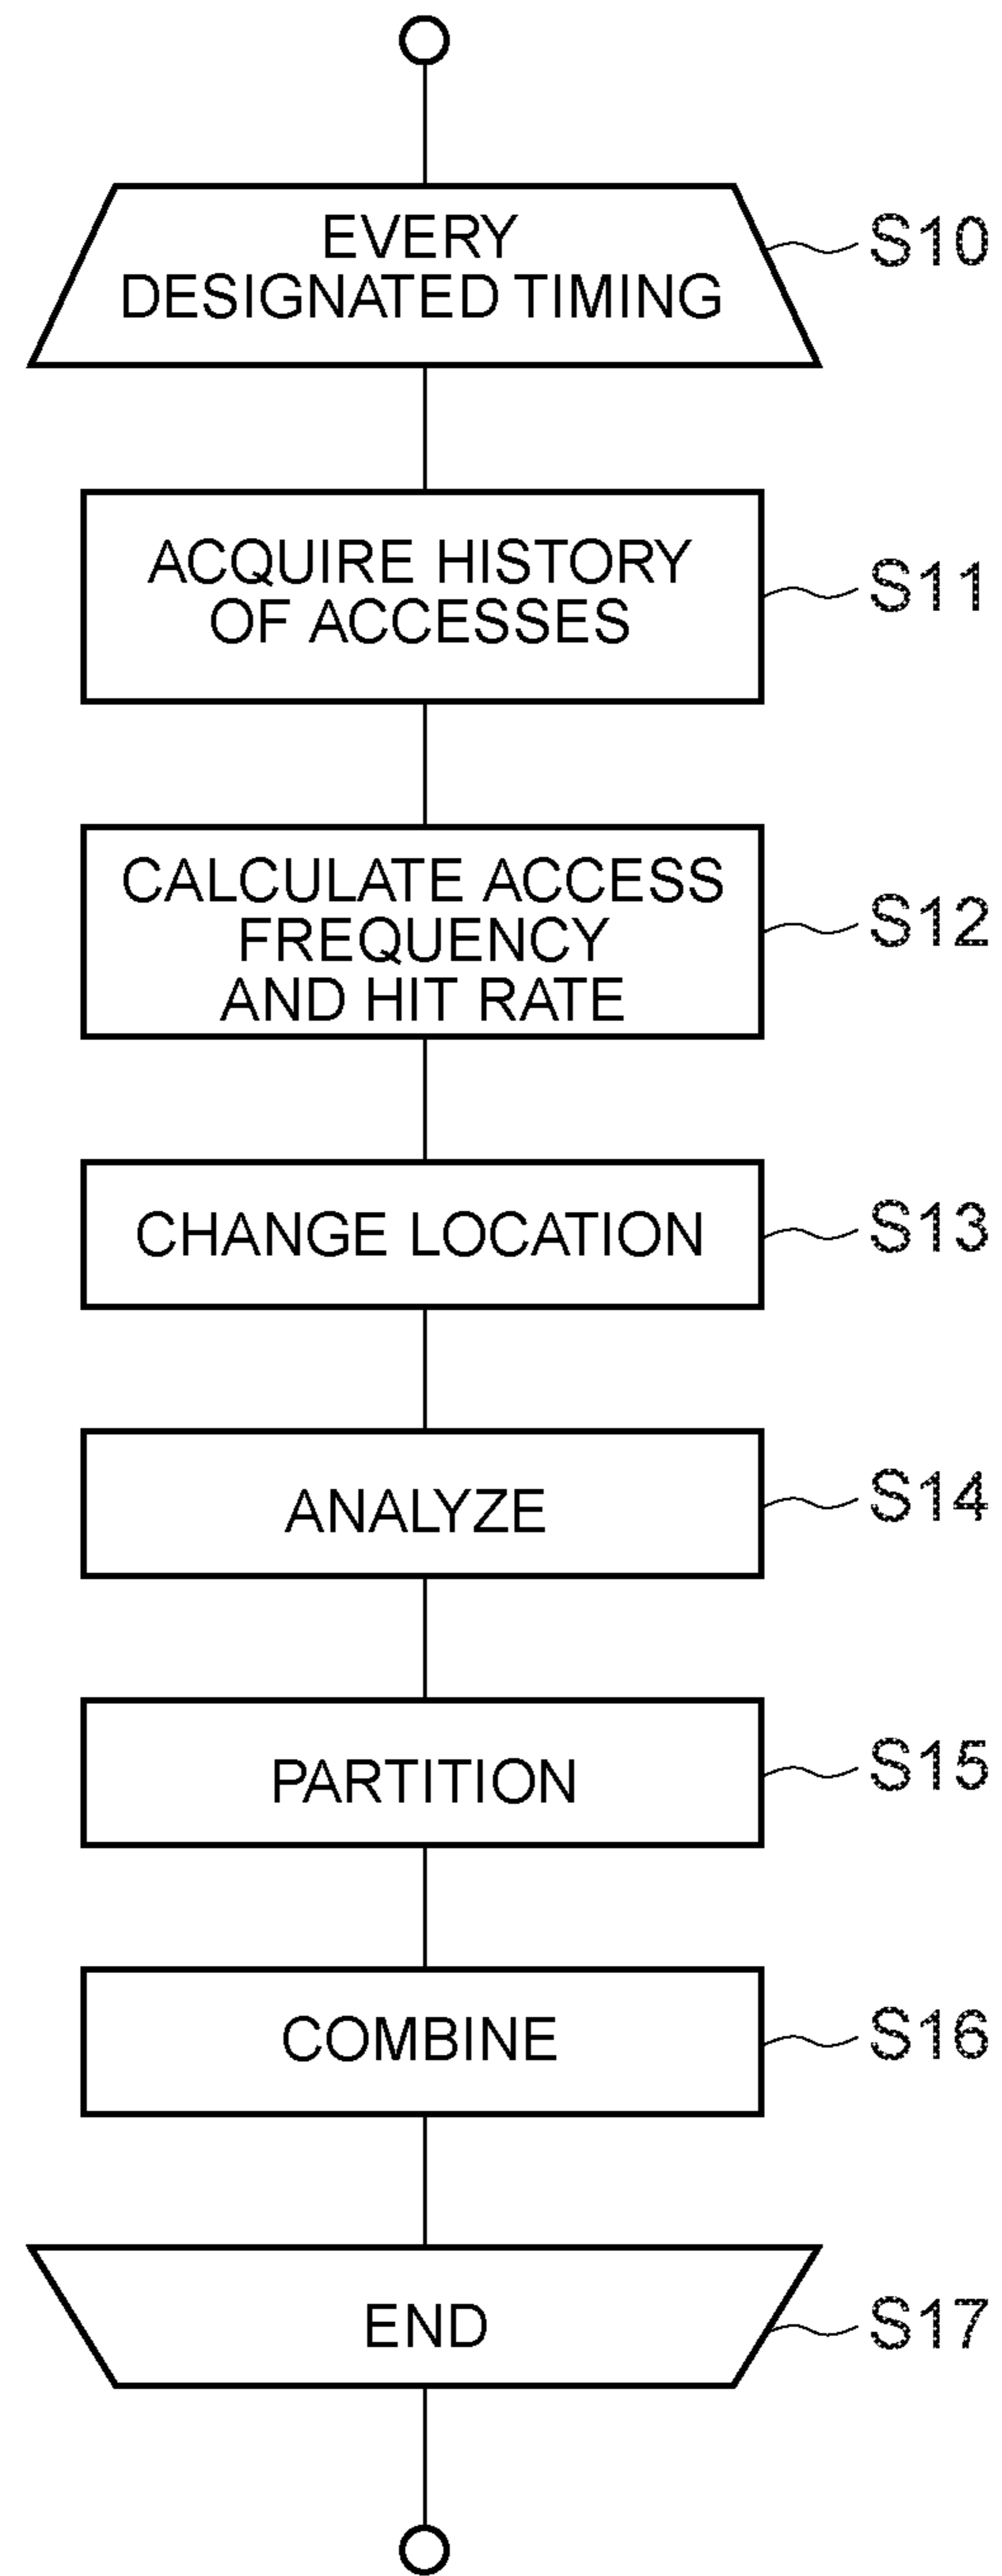 EVERY
DESIGNATED TIMING
S10
ACQUIRE HISTORY
OF ACCESSES
S11
CALCULATE ACCESS
FREQUENCY
AND HIT RATE
S12
CHANGE LOCATION
S13
ANALYZE
S14
PARTITION
S15
COMBINE
S16
END
S17